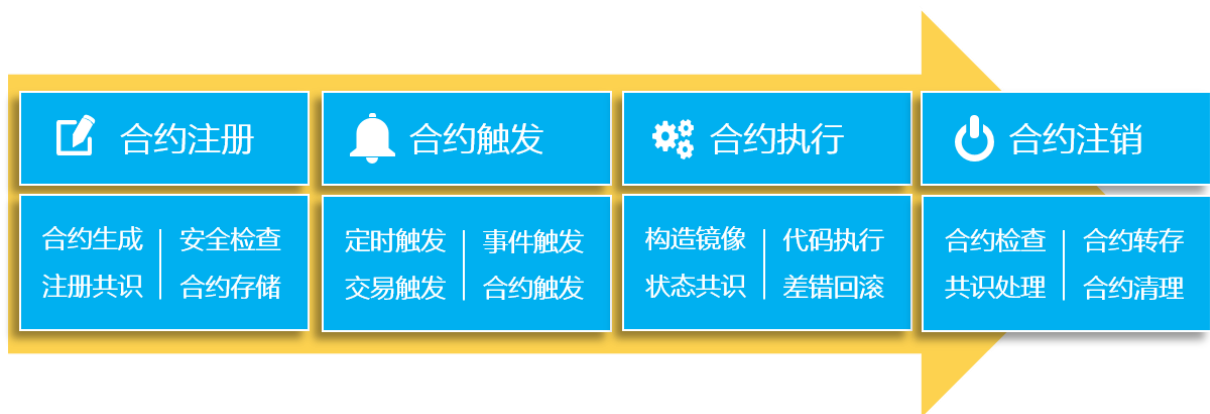 合约注册
合约生成 安全检查
注册共识 合约存储
合约触发
定时触发 事件触发
交易触发 合约触发
合约执行
构造镜像 代码执行
状态共识 差错回滚
合约注销
合约检查 合约转存
共识处理 合约清理